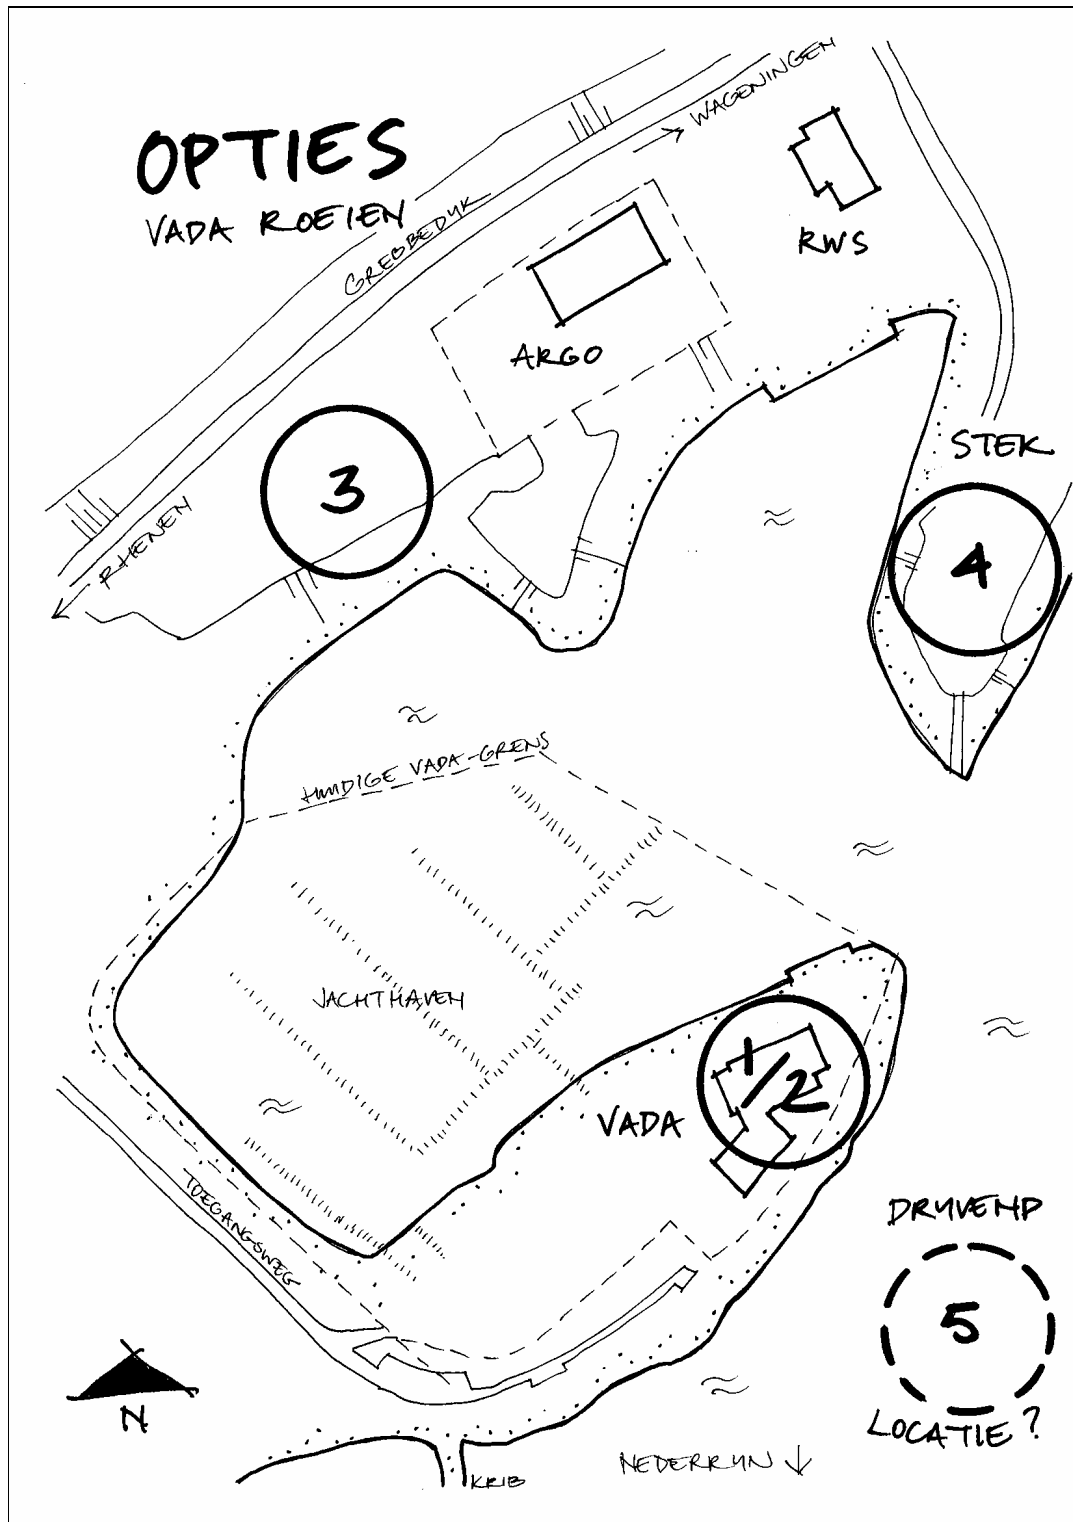 OPTIES
VADA ROEIEN
GREBBEDIJK
WAGENINGEN
RWS
ARGO
STEK
3
4
RHENEN
HUIDIGE VADA-GRENS
JACHTHAVEN
1/2
VADA
TOEGANGSWEG
DRIJVEND
5
LOCATIE?
N
NEDERRIJN
KRIB